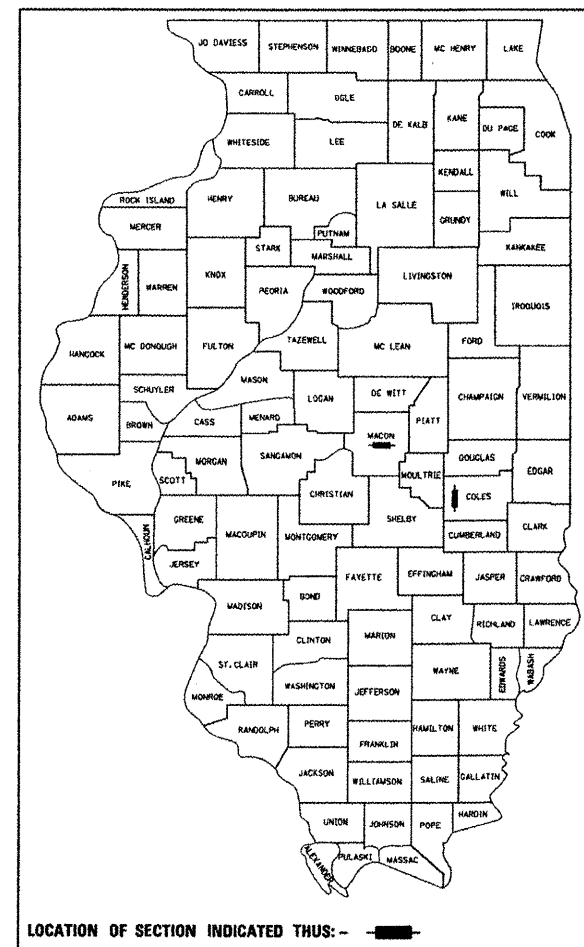 JO DAVIESS STEPHENSON WINNEBAGO BOONE MC HENRY LAKE
CARROLL OGLE DE KALB KANE DU PAGE COOK
WHITESIDE LEE KENDALL WILL
ROCK ISLAND HENRY BUREAU LA SALLE GRUNDY
MERCER PUTNAM KANKAKEE
STARK MARSHALL
HENDERSON WARREN KNOX PEORIA WOODFORD LIVINGSTON IROQUOIS
HANCOCK MC DONOUGH FULTON TAZEWELL MC LEAN FORD
SCHUYLER MASON LOGAN DE WITT CHAMPAIGN VERMILION
ADAMS BROWN CASS MENARD MACON PIATT
PIKE SCOTT MORGAN SANGAMON MOULTRIE DOUGLAS EDGAR
CHRISTIAN COLES
GREENE MACOUPIN MONTGOMERY SHELBY CUMBERLAND CLARK
CALHOUN JERSEY
FAYETTE EFFINGHAM JASPER CRAWFORD
MADISON BOND CLAY RICHLAND LAWRENCE
CLINTON MARION
ST. CLAIR WAYNE EDWARDS WABASH
WASHINGTON JEFFERSON
MONROE
RANDOLPH PERRY HAMILTON WHITE
FRANKLIN
JACKSON WILLIAMSON SALINE GALLATIN
UNION JOHNSON POPE HARDIN
ALEXANDER PULASKI MASSAC
LOCATION OF SECTION INDICATED THUS: -